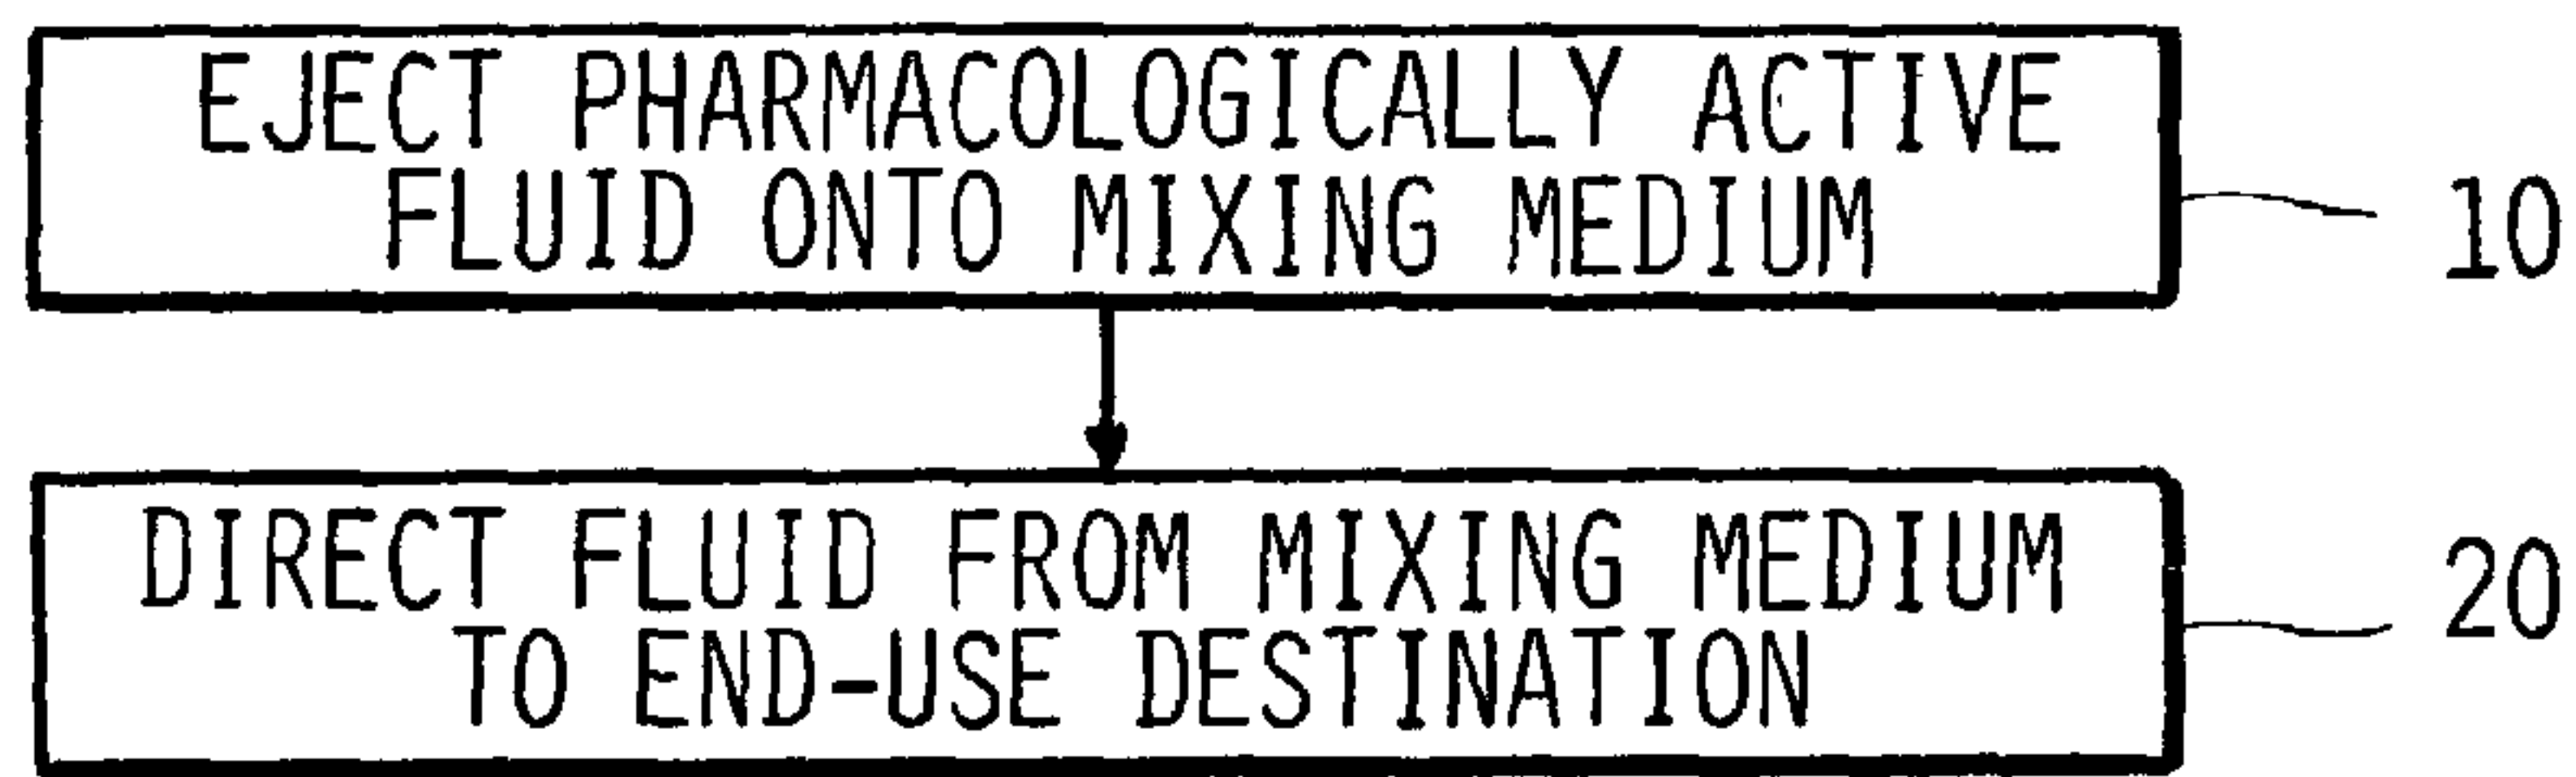 EJECT PHARMACOLOGICALLY ACTIVE
FLUID ONTO MIXING MEDIUM
10
DIRECT FLUID FROM MIXING MEDIUM
TO END-USE DESTINATION
20